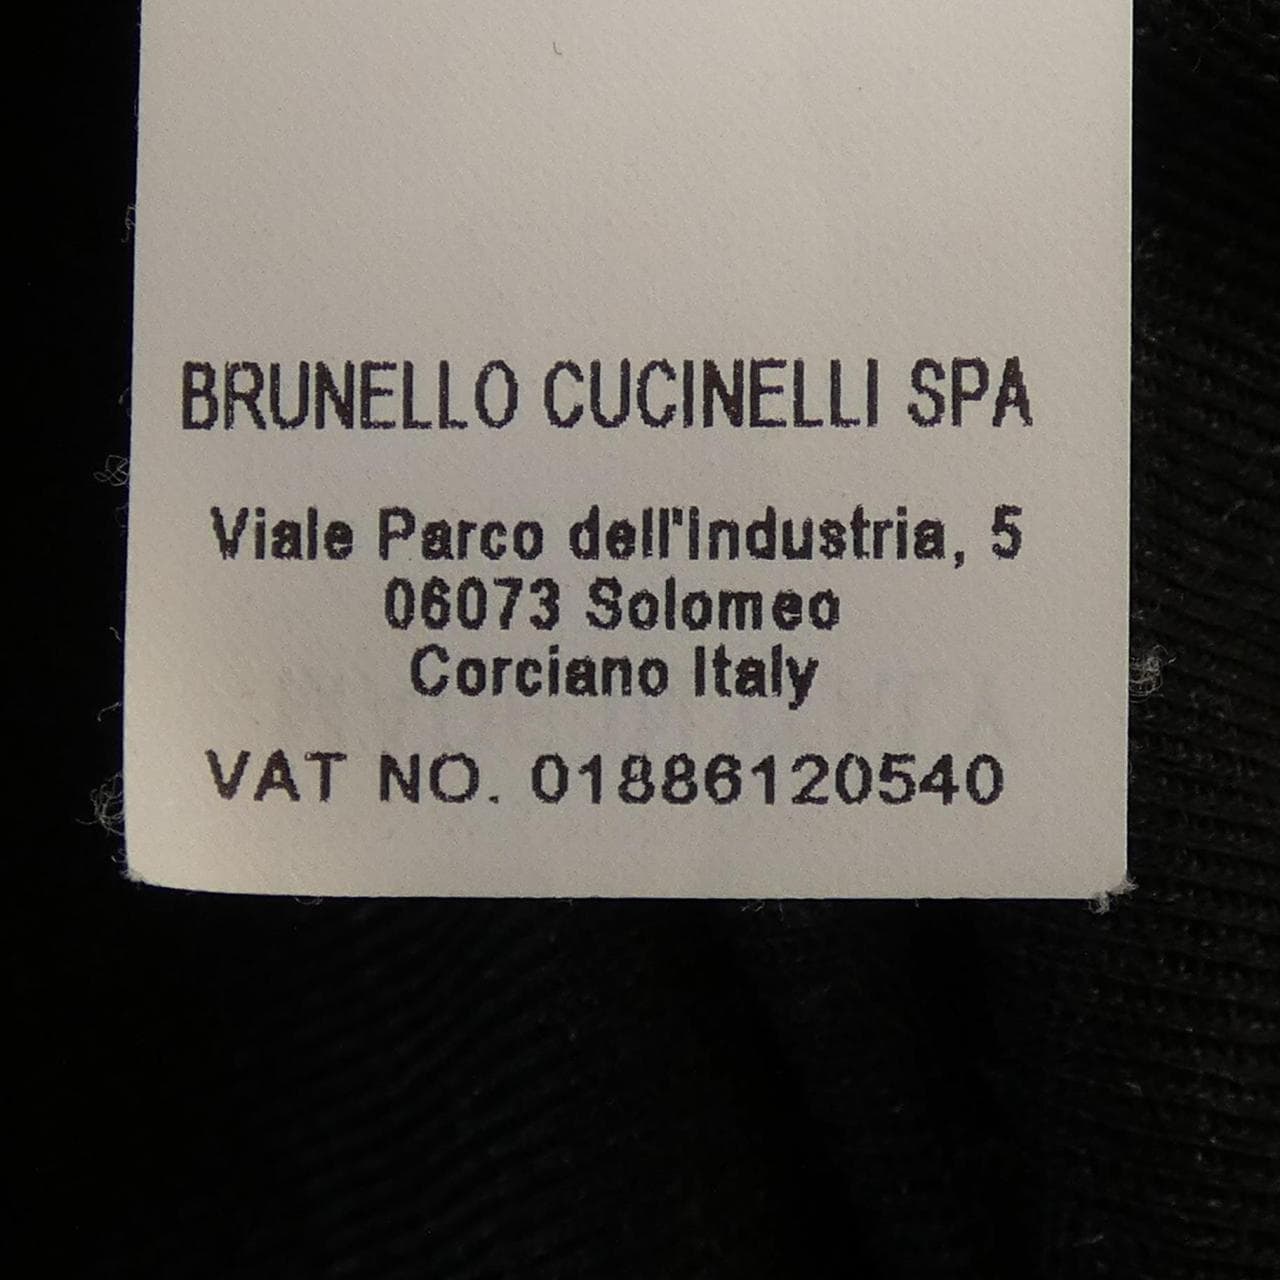 BRUNELLO CUCINELLI SPA
Viale Parco dell'industria, 5
06073 Solomeo
Corciano Italy
VAT NO. 01886120540